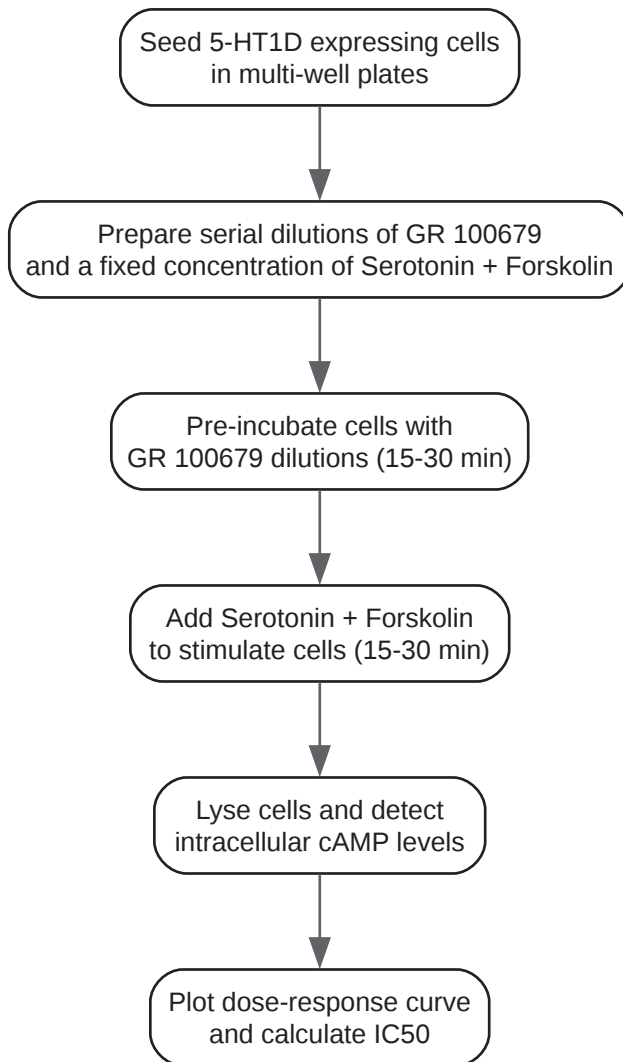 Seed 5-HT1D expressing cells
in multi-well plates
Prepare serial dilutions of GR 100679
and a fixed concentration of Serotonin + Forskolin
Pre-incubate cells with
GR 100679 dilutions (15-30 min)
Add Serotonin + Forskolin
to stimulate cells (15-30 min)
Lyse cells and detect
intracellular cAMP levels
Plot dose-response curve
and calculate IC50